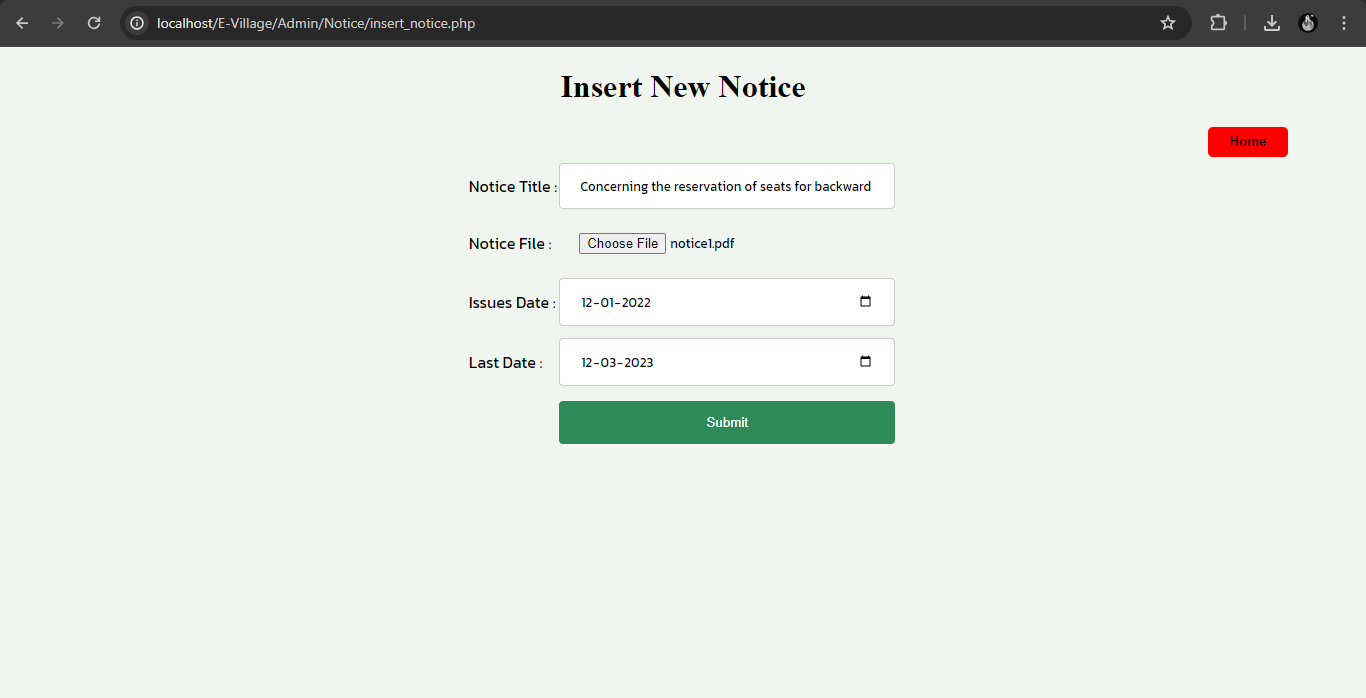 localhost/E-Village/Admin/Notice/insert_notice.php
Insert New Notice
Home
Notice Title : Concerning the reservation of seats for backward
Notice File : Choose File notice1.pdf
Issues Date : 12-01-2022
Last Date : 12-03-2023
Submit